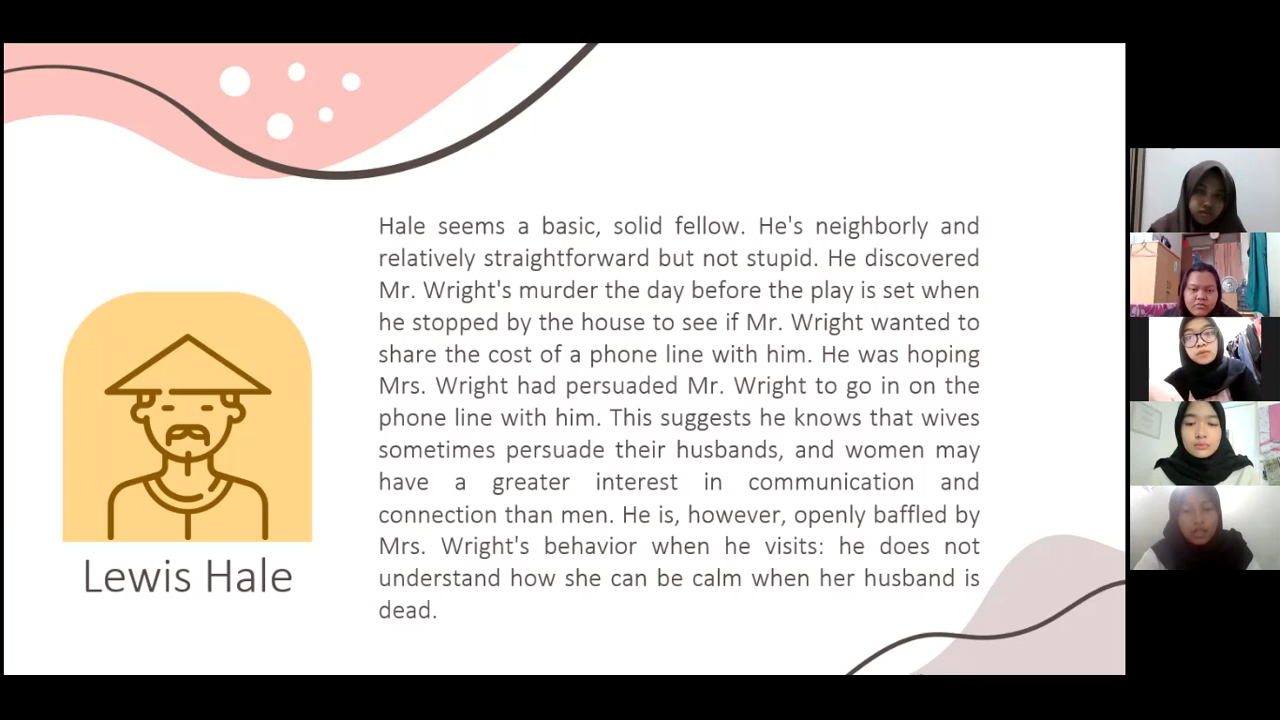 Hale seems a basic, solid fellow. He's neighborly and
relatively straightforward but not stupid. He discovered
Mr. Wright's murder the day before the play is set when
he stopped by the house to see if Mr. Wright wanted to
share the cost of a phone line with him. He was hoping
Mrs. Wright had persuaded Mr. Wright to go in on the
phone line with him. This suggests he knows that wives
sometimes persuade their husbands, and women may
have a greater interest in communication and
connection than men. He is, however, openly baffled by
Mrs. Wright's behavior when he visits: he does not
understand how she can be calm when her husband is
dead.
Lewis Hale